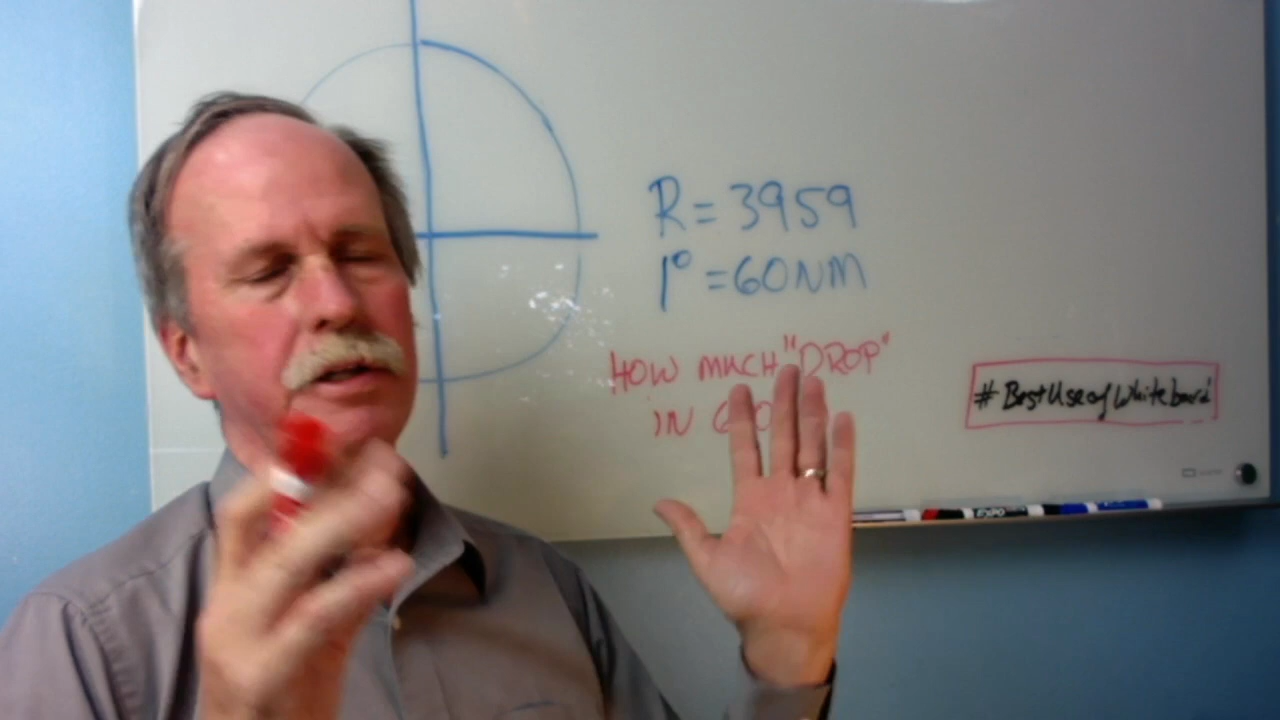 R = 3959
1° = 60NM
HOW MUCH "DROP"
IN
#BestUseofWhiteboard
EXPO